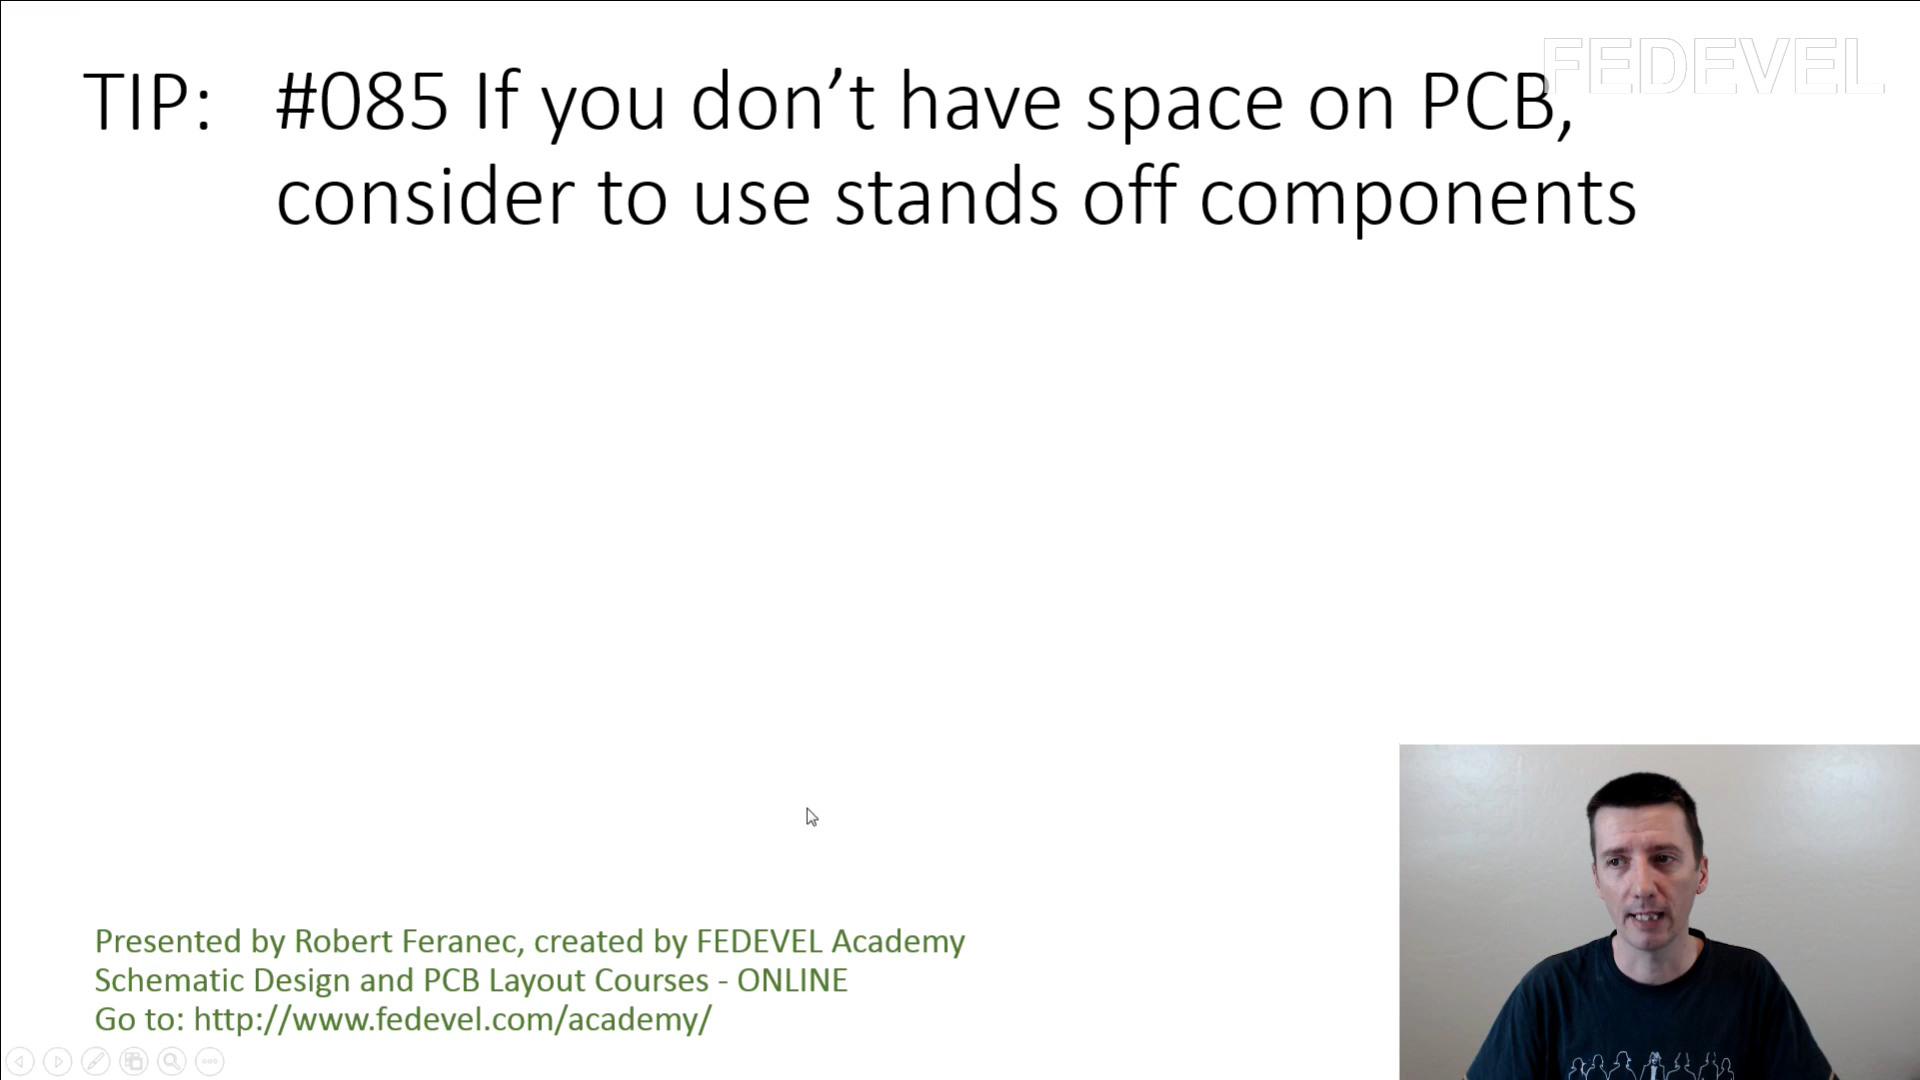 FEDEVEL
TIP: #085 If you don’t have space on PCB,
consider to use stands off components
Presented by Robert Feranec, created by FEDEVEL Academy
Schematic Design and PCB Layout Courses - ONLINE
Go to: http://www.fedevel.com/academy/